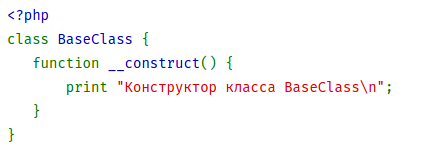 <?php
class BaseClass {
   function __construct() {
       print "Конструктор класса BaseClass\n";
   }
}